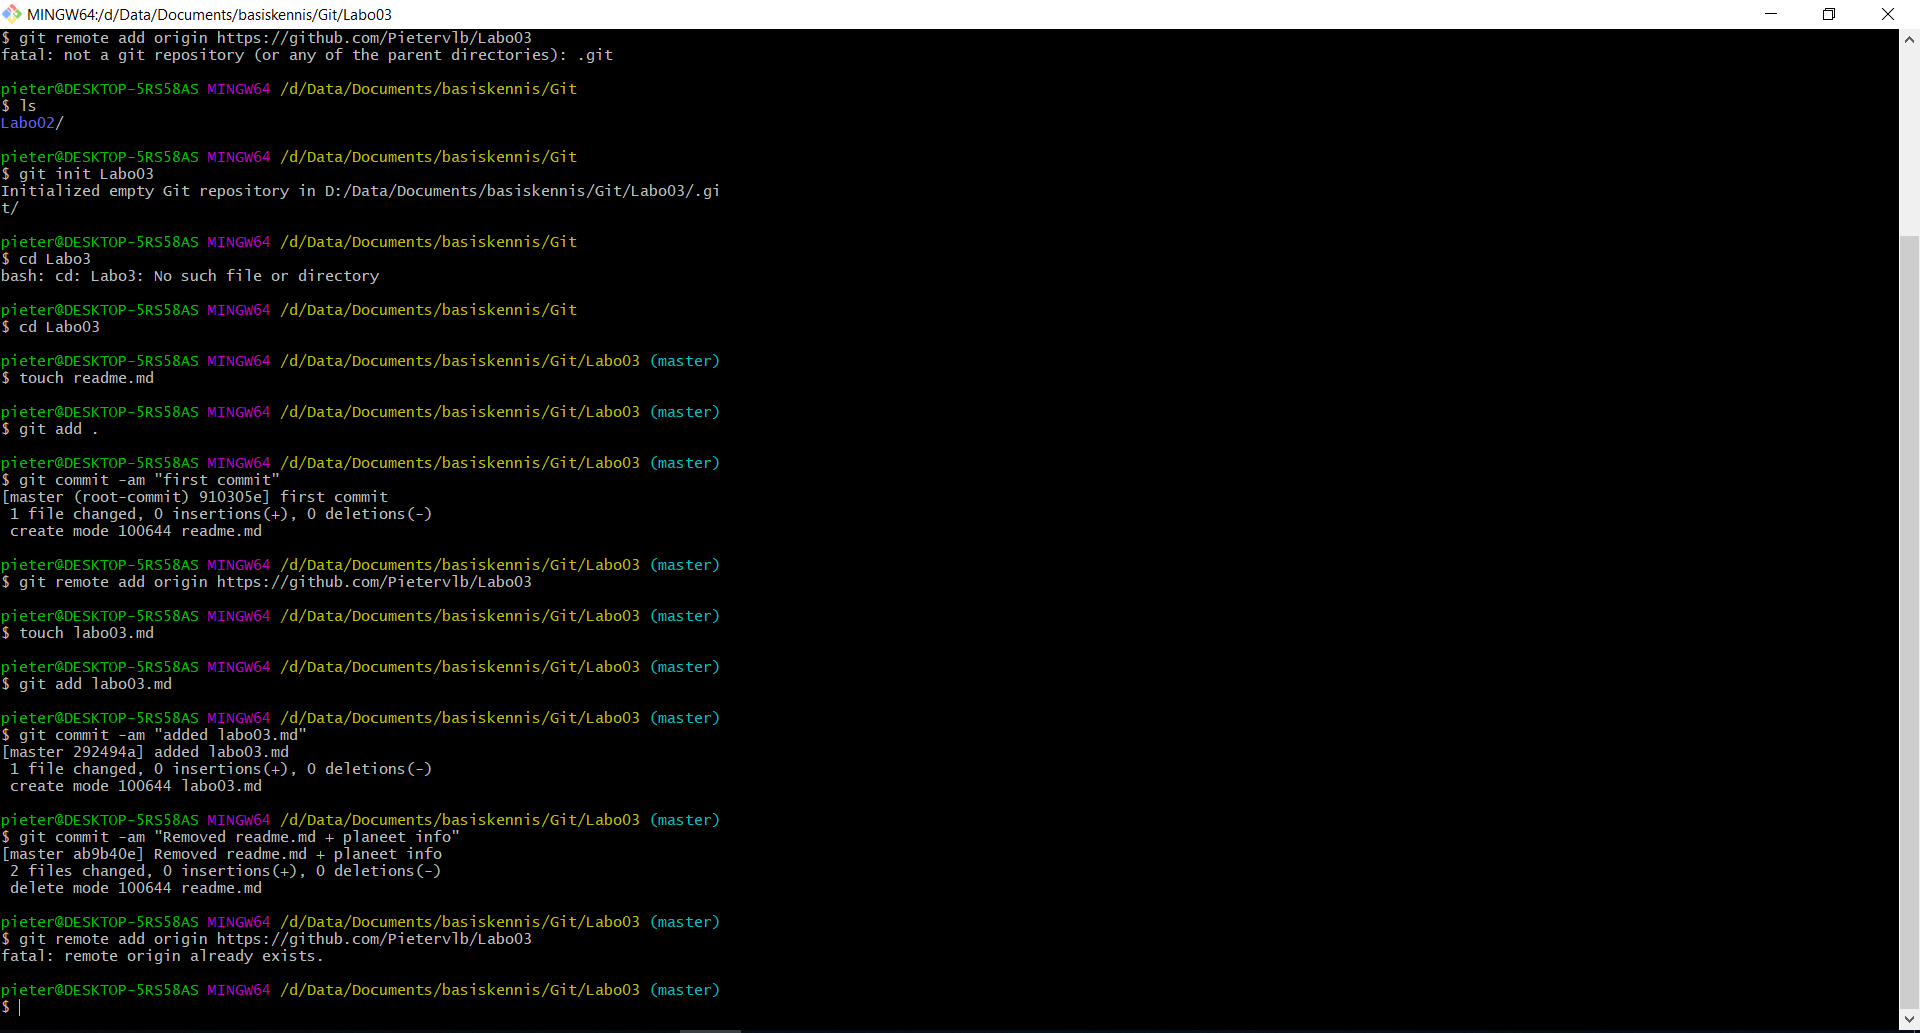 MINGW64:/d/Data/Documents/basiskennis/Git/Labo03
$ git remote add origin https://github.com/Pietervlb/Labo03
fatal: not a git repository (or any of the parent directories): .git
pieter@DESKTOP-5RS58AS MINGW64 /d/Data/Documents/basiskennis/Git
$ ls
Labo02/
pieter@DESKTOP-5RS58AS MINGW64 /d/Data/Documents/basiskennis/Git
$ git init Labo03
Initialized empty Git repository in D:/Data/Documents/basiskennis/Git/Labo03/.gi
t/
pieter@DESKTOP-5RS58AS MINGW64 /d/Data/Documents/basiskennis/Git
$ cd Labo3
bash: cd: Labo3: No such file or directory
pieter@DESKTOP-5RS58AS MINGW64 /d/Data/Documents/basiskennis/Git
$ cd Labo03
pieter@DESKTOP-5RS58AS MINGW64 /d/Data/Documents/basiskennis/Git/Labo03 (master)
$ touch readme.md
pieter@DESKTOP-5RS58AS MINGW64 /d/Data/Documents/basiskennis/Git/Labo03 (master)
$ git add .
pieter@DESKTOP-5RS58AS MINGW64 /d/Data/Documents/basiskennis/Git/Labo03 (master)
$ git commit -am "first commit"
[master (root-commit) 910305e] first commit
 1 file changed, 0 insertions(+), 0 deletions(-)
 create mode 100644 readme.md
pieter@DESKTOP-5RS58AS MINGW64 /d/Data/Documents/basiskennis/Git/Labo03 (master)
$ git remote add origin https://github.com/Pietervlb/Labo03
pieter@DESKTOP-5RS58AS MINGW64 /d/Data/Documents/basiskennis/Git/Labo03 (master)
$ touch labo03.md
pieter@DESKTOP-5RS58AS MINGW64 /d/Data/Documents/basiskennis/Git/Labo03 (master)
$ git add labo03.md
pieter@DESKTOP-5RS58AS MINGW64 /d/Data/Documents/basiskennis/Git/Labo03 (master)
$ git commit -am "added labo03.md"
[master 292494a] added labo03.md
 1 file changed, 0 insertions(+), 0 deletions(-)
 create mode 100644 labo03.md
pieter@DESKTOP-5RS58AS MINGW64 /d/Data/Documents/basiskennis/Git/Labo03 (master)
$ git commit -am "Removed readme.md + planeet info"
[master ab9b40e] Removed readme.md + planeet info
 2 files changed, 0 insertions(+), 0 deletions(-)
 delete mode 100644 readme.md
pieter@DESKTOP-5RS58AS MINGW64 /d/Data/Documents/basiskennis/Git/Labo03 (master)
$ git remote add origin https://github.com/Pietervlb/Labo03
fatal: remote origin already exists.
pieter@DESKTOP-5RS58AS MINGW64 /d/Data/Documents/basiskennis/Git/Labo03 (master)
$